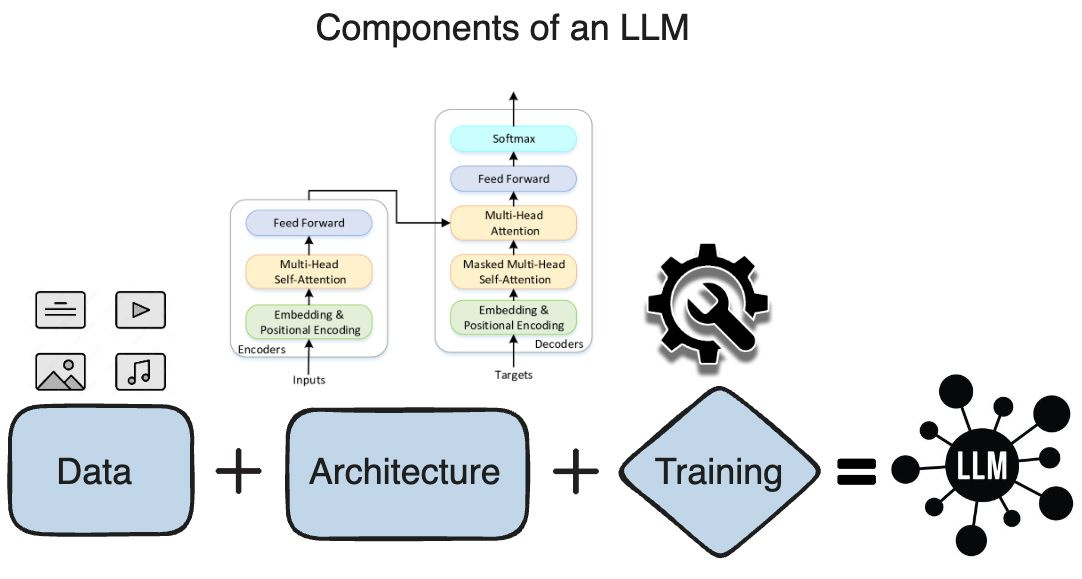 Components of an LLM
Softmax
Feed Forward
Multi-Head
Attention
Masked Multi-Head
Self-Attention
Embedding &
Positional Encoding
Decoders
Targets
Feed Forward
Multi-Head
Self-Attention
Embedding &
Positional Encoding
Encoders
Inputs
Data
+
Architecture
+
Training
=
LLM